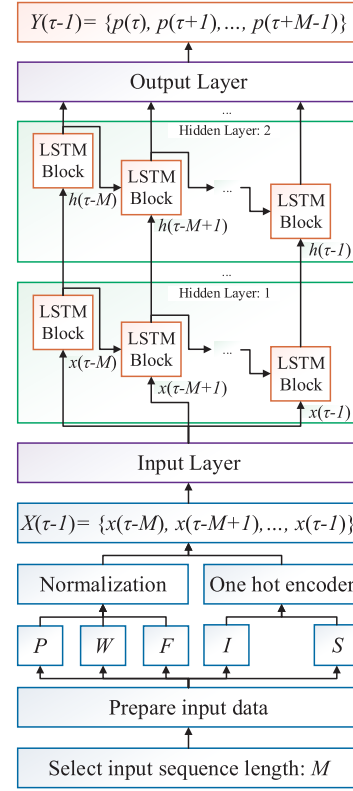 Y(τ-1)= {p(τ), p(τ+1),..., p(τ+M-1)}
Output Layer
...
Hidden Layer: 2
LSTM
Block
LSTM
Block
...
LSTM
Block
h(τ-M)
h(τ-M+1)
h(τ-1)
...
Hidden Layer: 1
LSTM
Block
LSTM
Block
...
LSTM
Block
x(τ-M)
x(τ-M+1)
x(τ-1)
Input Layer
X(τ-1)= {x(τ-M), x(τ-M+1),..., x(τ-1)}
Normalization
One hot encoder
P W F I S
Prepare input data
Select input sequence length: M